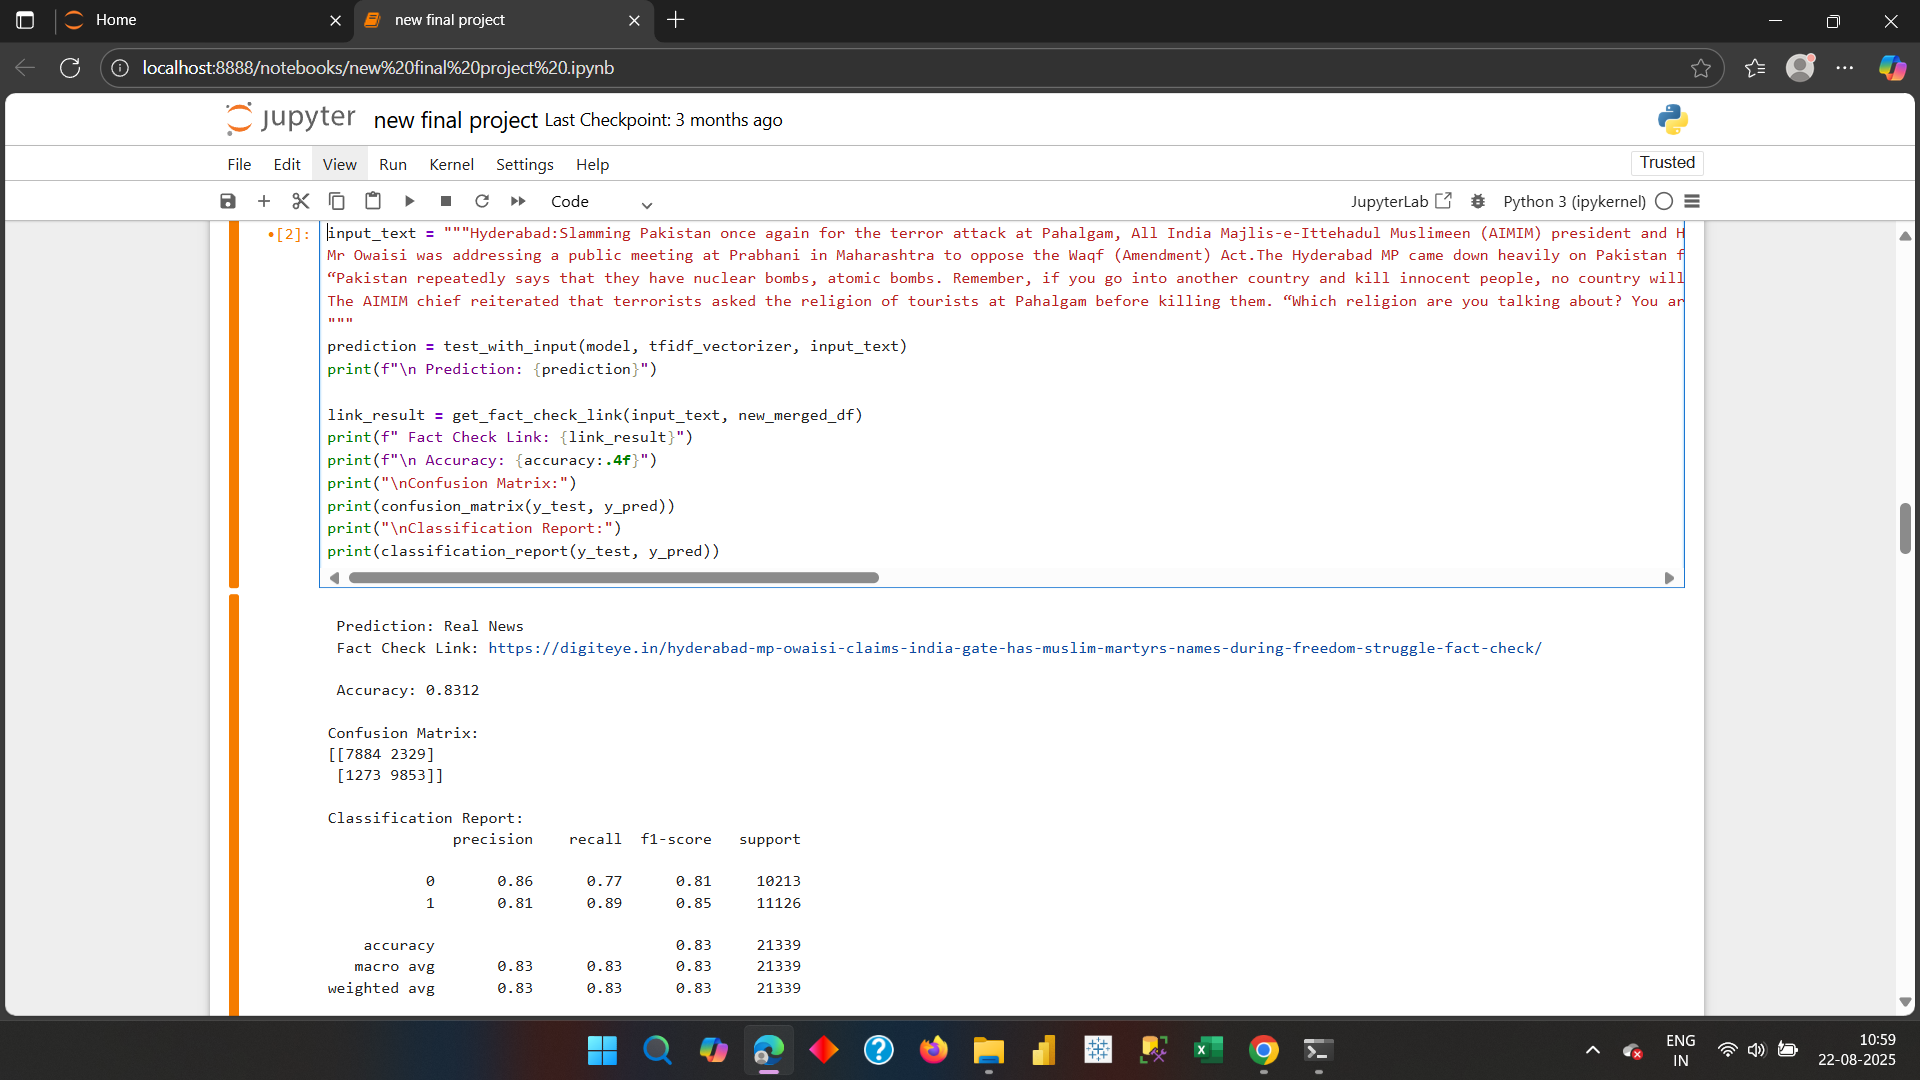 Home
new final project
localhost:8888/notebooks/new%20final%20project%20.ipynb
jupyter new final project Last Checkpoint: 3 months ago
File Edit View Run Kernel Settings Help
Trusted
Code
JupyterLab Python 3 (ipykernel)
•[2]: input_text = """Hyderabad:Slamming Pakistan once again for the terror attack at Pahalgam, All India Majlis-e-Ittehadul Muslimeen (AIMIM) president and H
Mr Owaisi was addressing a public meeting at Prabhani in Maharashtra to oppose the Waqf (Amendment) Act.The Hyderabad MP came down heavily on Pakistan f
“Pakistan repeatedly says that they have nuclear bombs, atomic bombs. Remember, if you go into another country and kill innocent people, no country will
The AIMIM chief reiterated that terrorists asked the religion of tourists at Pahalgam before killing them. “Which religion are you talking about? You ar
"""
prediction = test_with_input(model, tfidf_vectorizer, input_text)
print(f"\n Prediction: {prediction}")
link_result = get_fact_check_link(input_text, new_merged_df)
print(f" Fact Check Link: {link_result}")
print(f"\n Accuracy: {accuracy:.4f}")
print("\nConfusion Matrix:")
print(confusion_matrix(y_test, y_pred))
print("\nClassification Report:")
print(classification_report(y_test, y_pred))
Prediction: Real News
Fact Check Link: https://digiteye.in/hyderabad-mp-owaisi-claims-india-gate-has-muslim-martyrs-names-during-freedom-struggle-fact-check/
Accuracy: 0.8312
Confusion Matrix:
[[7884 2329]
[1273 9853]]
Classification Report:
precision recall f1-score support
0 0.86 0.77 0.81 10213
1 0.81 0.89 0.85 11126
accuracy 0.83 21339
macro avg 0.83 0.83 0.83 21339
weighted avg 0.83 0.83 0.83 21339
ENG
IN
10:59
22-08-2025